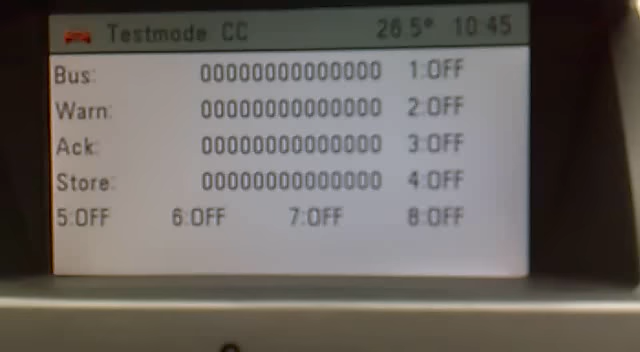 Testmode CC 26.5° 10:45
Bus: 00000000000000 1:OFF
Warn: 00000000000000 2:OFF
Ack: 00000000000000 3:OFF
Store: 00000000000000 4:OFF
5:OFF 6:OFF 7:OFF 8:OFF